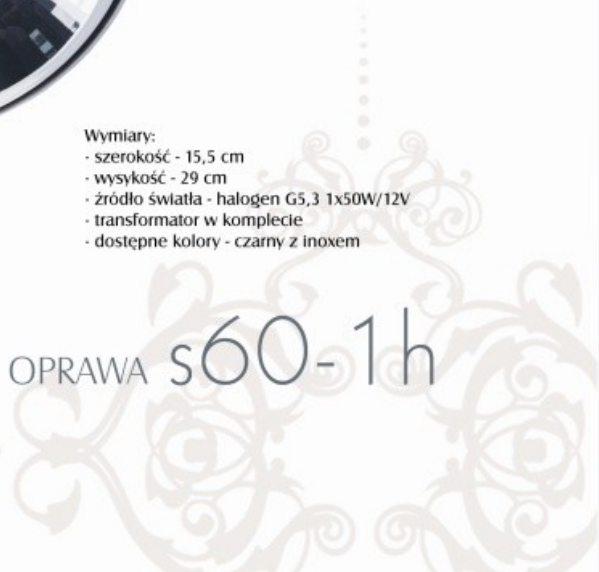 Wymiary:
- szerokość - 15,5 cm
- wysykość - 29 cm
- żródło światła - halogen G5,3 1x50W/12V
- transformator w komplecie
- dostępne kolory - czarny z inoxem
OPRAWA s60-1h